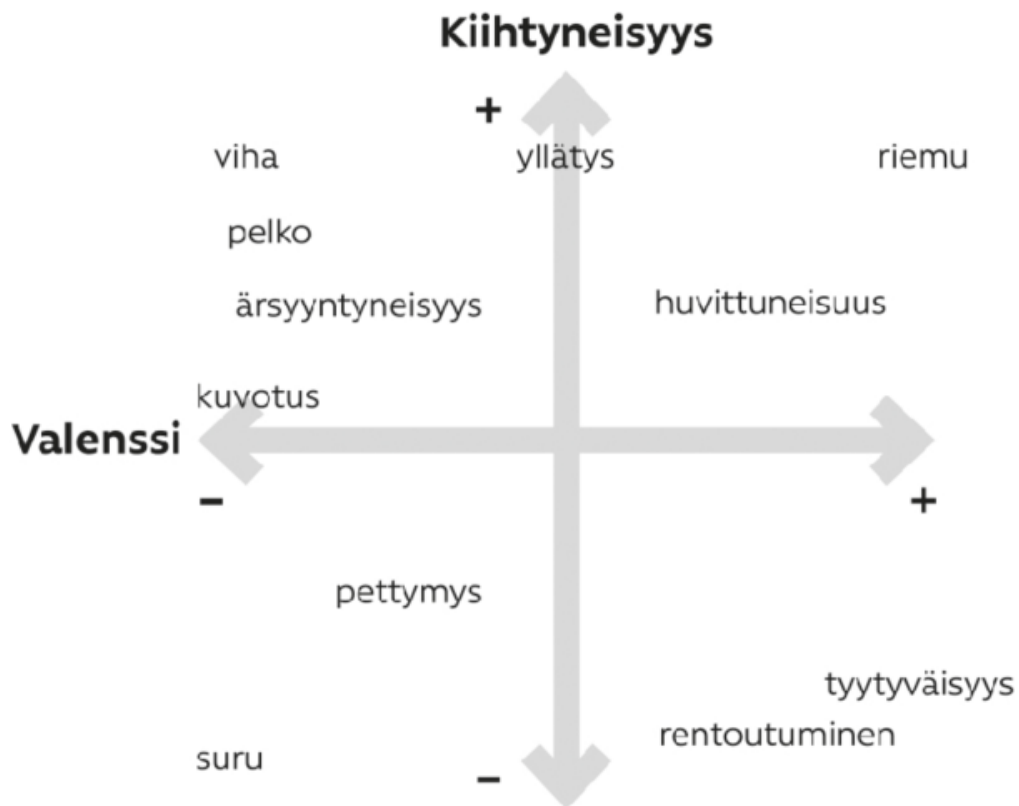 Kiihtyneisyys
+
viha yllätys riemu
pelko
ärsyyntyneisyys huvittuneisuus
kuvotus
Valenssi
– +
pettymys
tyytyväisyys
rentoutuminen
suru
–